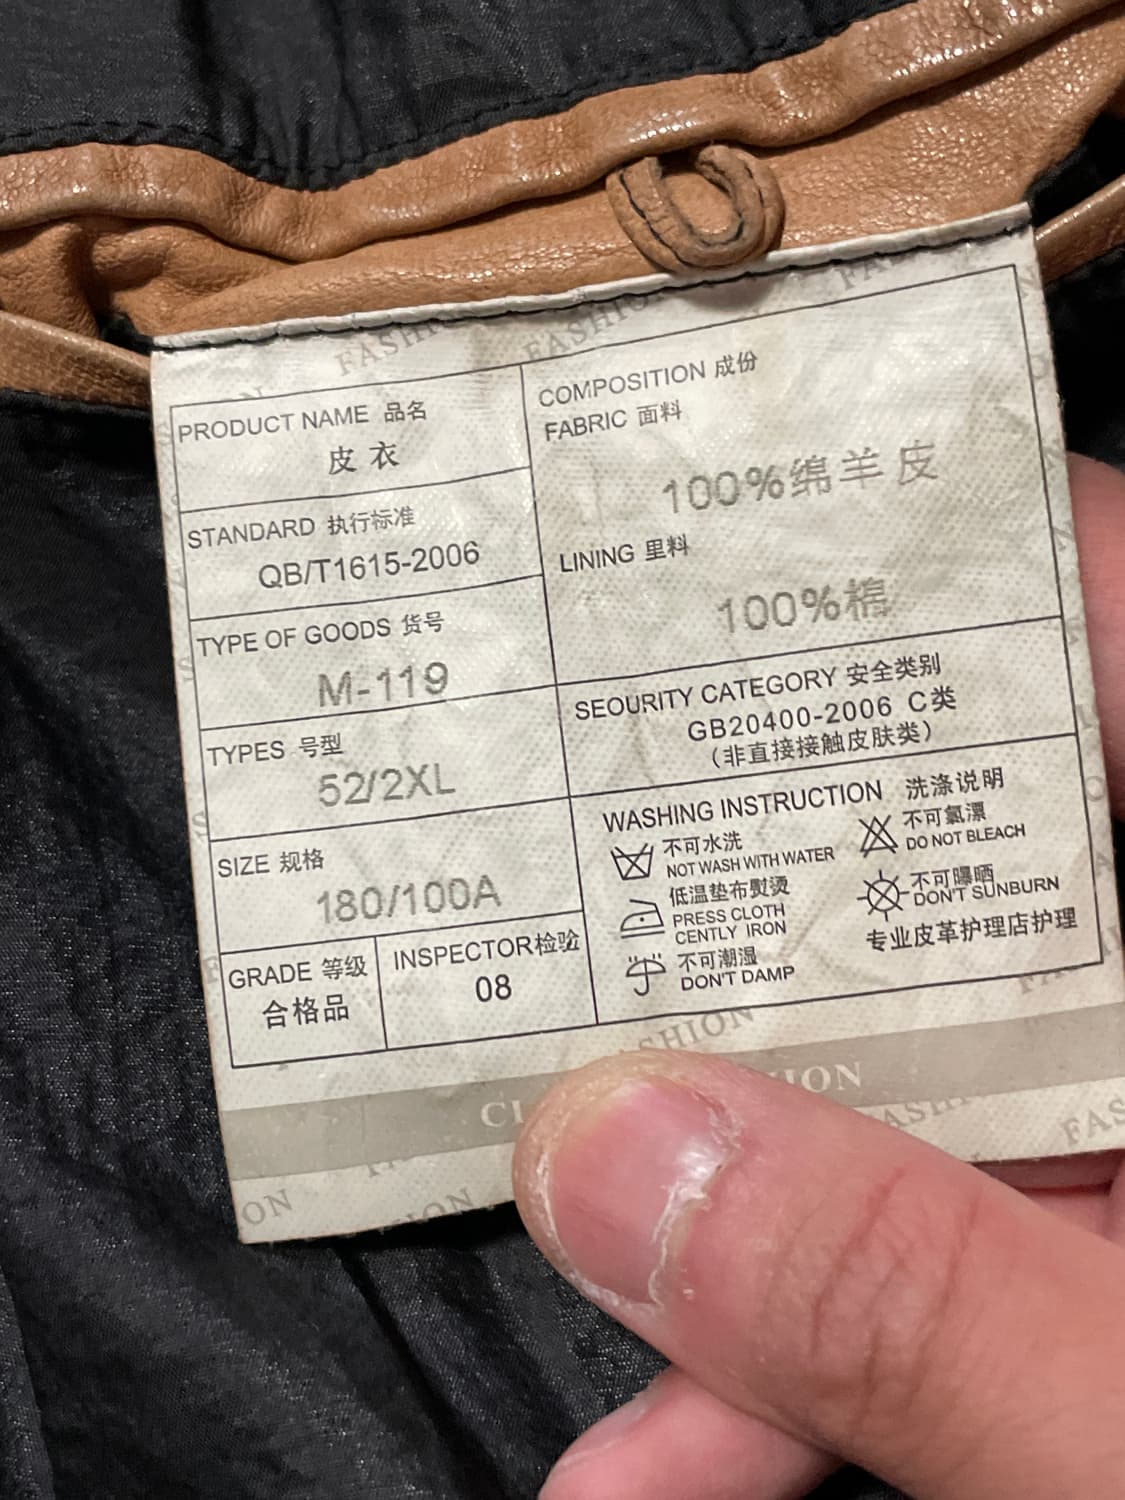 FASHION
FASHION
PRODUCT NAME 品名
皮衣
STANDARD 执行标准
QB/T1615-2006
TYPE OF GOODS 货号
M-119
TYPES 号型
52/2XL
SIZE 规格
180/100A
GRADE 等级
合格品
INSPECTOR检验
08
COMPOSITION 成份
FABRIC 面料
100%绵羊皮
LINING 里料
100%棉
SEOURITY CATEGORY 安全类别
GB20400-2006 C类
(非直接接触皮肤类)
WASHING INSTRUCTION 洗涤说明
不可水洗
NOT WASH WITH WATER
不可氯漂
DO NOT BLEACH
低温垫布熨烫
PRESS CLOTH
CENTLY IRON
不可曝晒
DON'T SUNBURN
不可潮湿
DON'T DAMP
专业皮革护理店护理